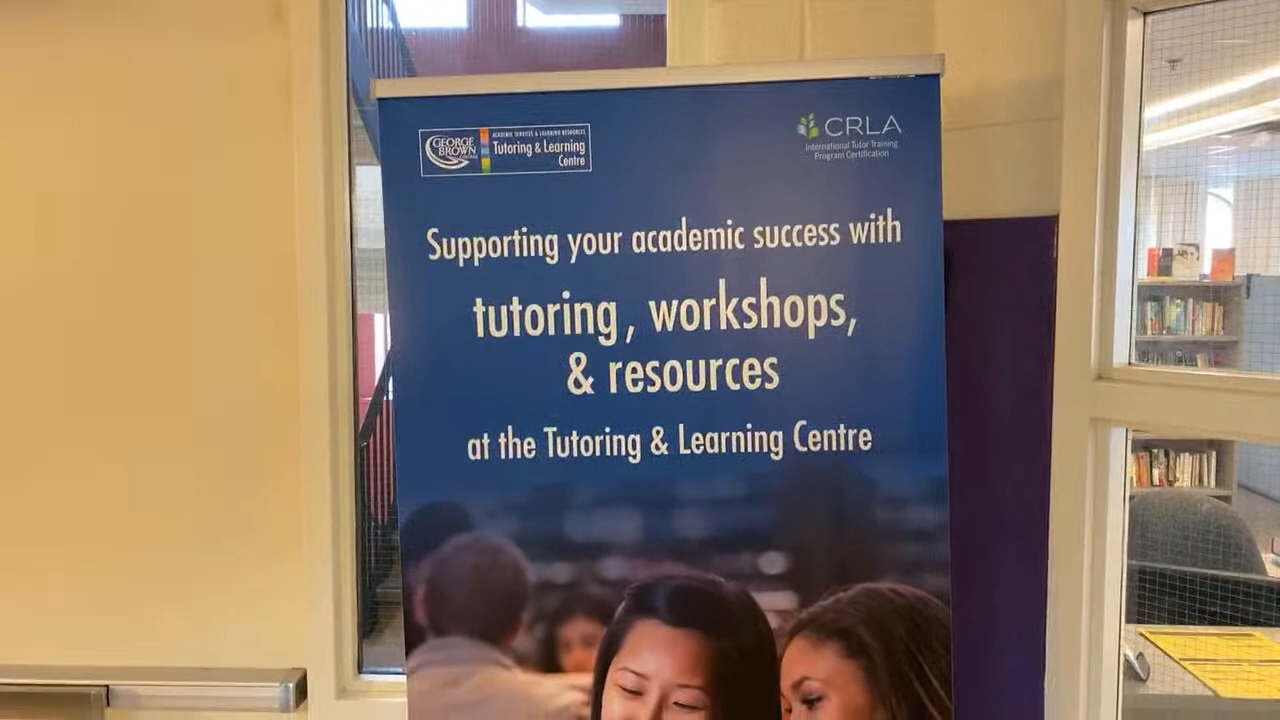 GEORGE
BROWN
ACADEMIC SERVICES & LEARNING RESOURCES
Tutoring & Learning
Centre
CRLA
International Tutor Training
Program Certification
Supporting your academic success with
tutoring, workshops,
& resources
at the Tutoring & Learning Centre